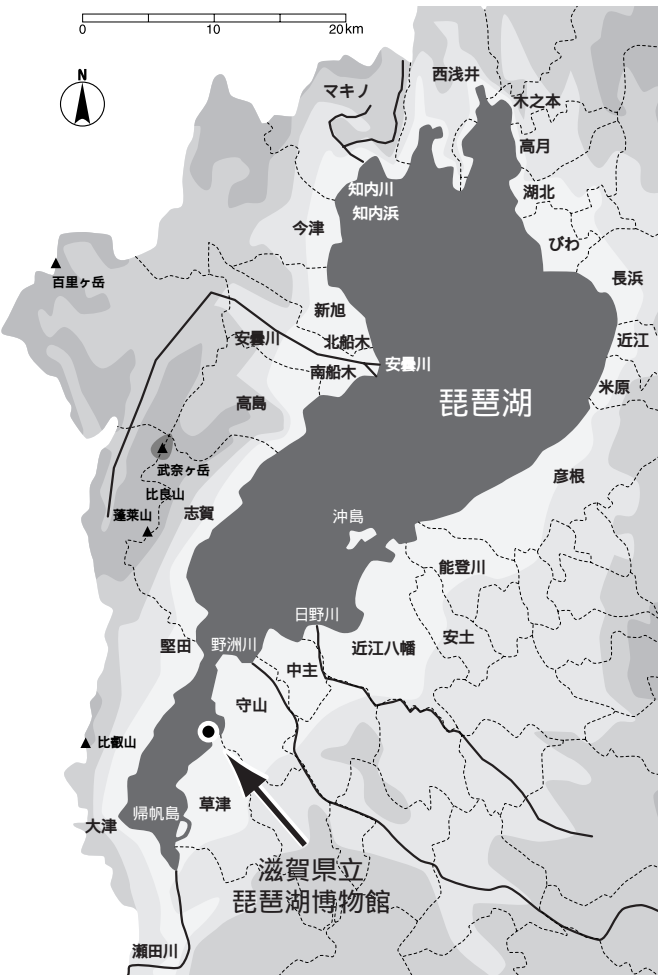 0 10 20km
N
マキノ
西浅井
木之本
高月
知内川
知内浜
湖北
今津
びわ
百里ヶ岳
長浜
新旭
安曇川
北船木
近江
南船木
安曇川
米原
高島
琵琶湖
武奈ヶ岳
彦根
比良山
蓬莱山
志賀
沖島
能登川
日野川
堅田
野洲川
近江八幡
安土
中主
守山
比叡山
草津
帰帆島
大津
滋賀県立
琵琶湖博物館
瀬田川